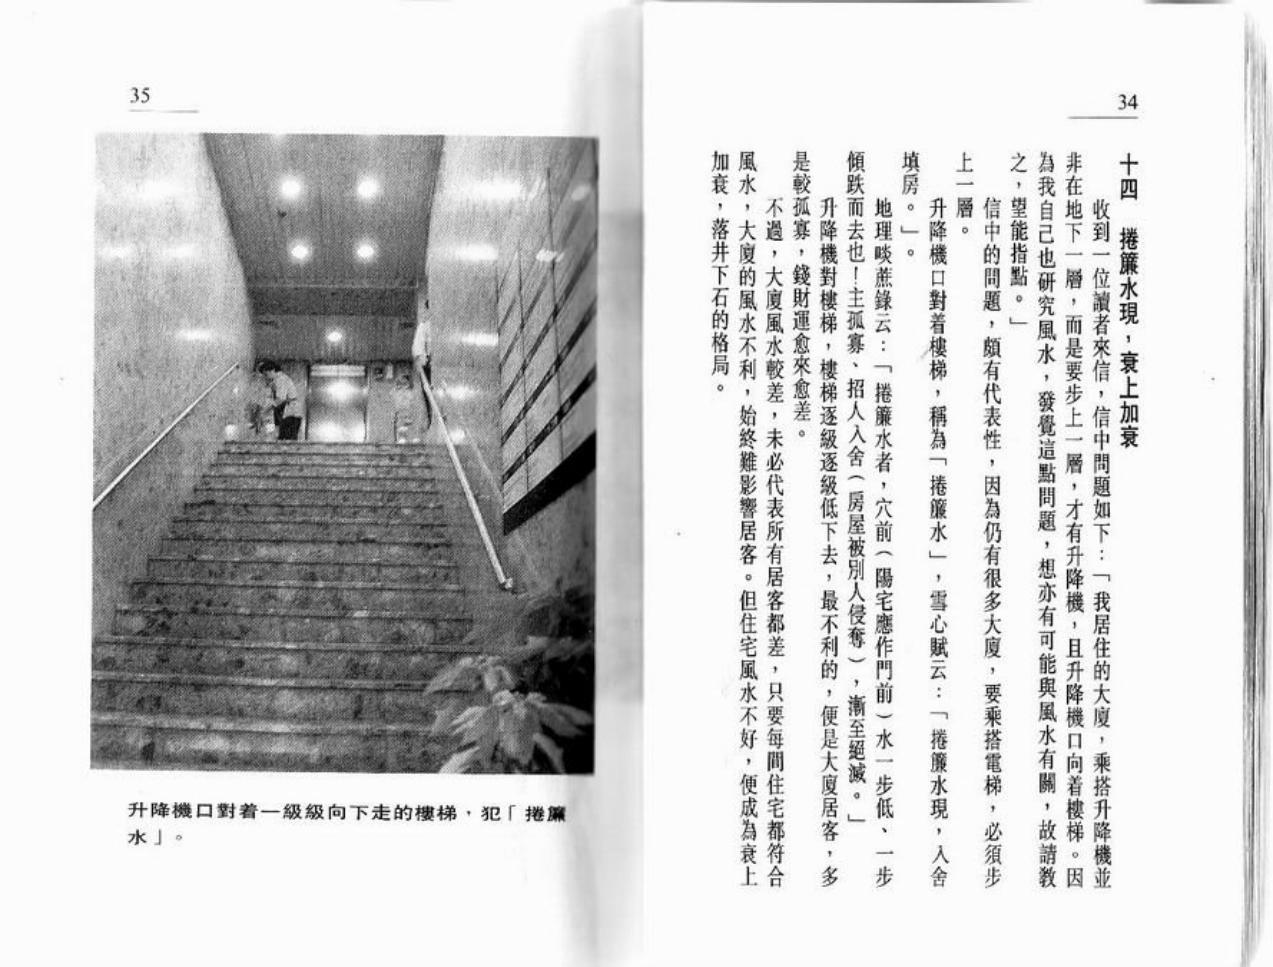 34
十四　捲簾水現，衰上加衰
收到一位讀者來信，信中問題如下：「我居住的大廈，乘搭升降機並
非在地下一層，而是要步上一層，才有升降機，且升降機口向着樓梯。因
為我自己也研究風水，發覺這點問題，想亦有可能與風水有關，故請教
之，望能指點。」
信中的問題，頗有代表性，因為仍有很多大廈，要乘搭電梯，必須步
上一層。
升降機口對着樓梯，稱為「捲簾水」，雪心賦云：「捲簾水現，入舍
填房。」。
地理啖蔗錄云：「捲簾水者，穴前（陽宅應作門前）水一步低、一步
傾跌而去也！主孤寡、招人入舍（房屋被別人侵奪），漸至絕滅。」
升降機對樓梯，樓梯逐級逐級低下去，最不利的，便是大廈居客，多
是較孤寡，錢財運愈來愈差。
不過，大廈風水較差，未必代表所有居客都差，只要每間住宅都符合
風水，大廈的風水不利，始終難影響居客。但住宅風水不好，便成為衰上
加衰，落井下石的格局。
35
升降機口對着一級級向下走的樓梯，犯「捲簾
水」。